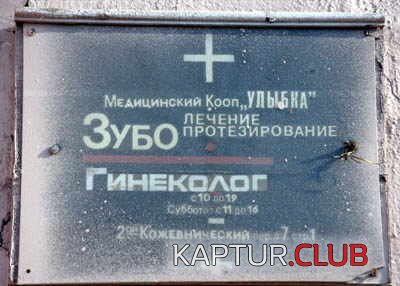 Медицинский Кооп. „УЛЫБКА"
ЗУБО ЛЕЧЕНИЕ
ПРОТЕЗИРОВАНИЕ
ГИНЕКОЛОГ
с 10 до 19
Суббота с 11 до 16
2ой Кожевнический пер. д 7 стр 1
KAPTUR.CLUB